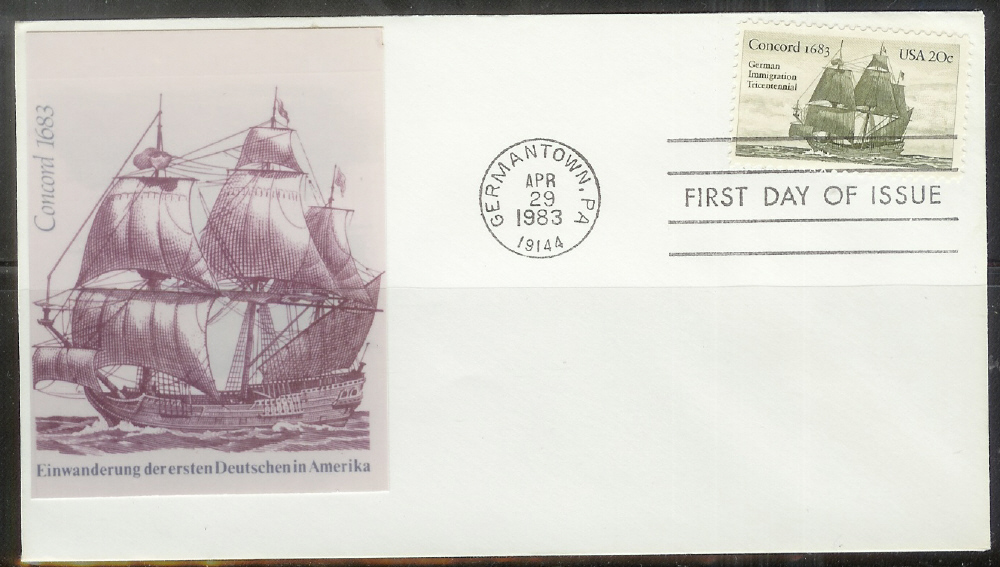 Concord 1683
Einwanderung der ersten Deutschen in Amerika
GERMANTOWN, PA
APR
29
1983
19144
Concord 1683
USA 20c
German
Immigration
Tricentennial
FIRST DAY OF ISSUE